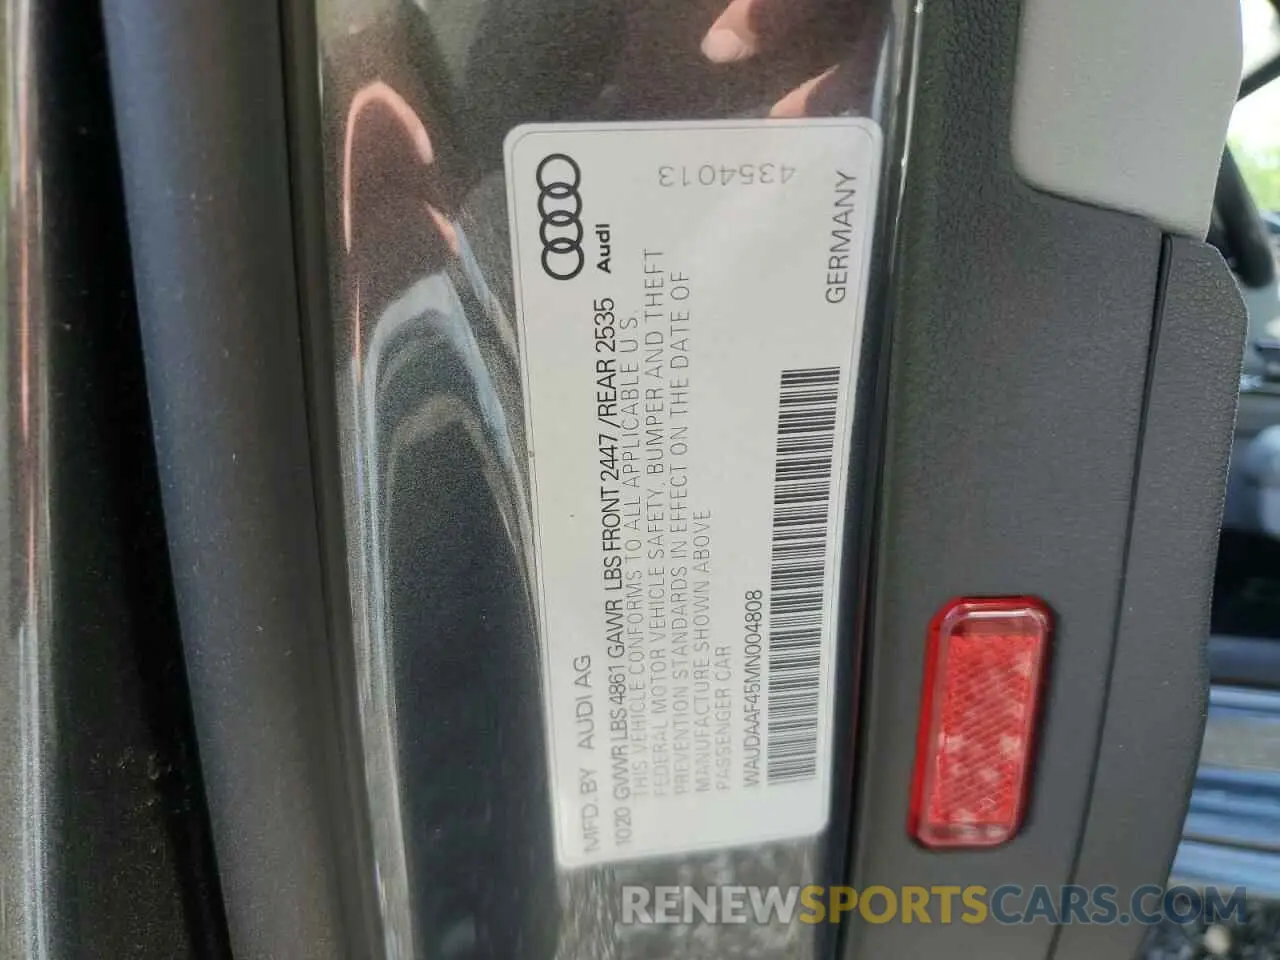 Audi
4354013
MFD. BY AUDI AG
1020 GVWR LBS 4861 GAWR LBS FRONT 2447 /REAR 2535
THIS VEHICLE CONFORMS TO ALL APPLICABLE U S.
FEDERAL MOTOR VEHICLE SAFETY, BUMPER AND THEFT
PREVENTION STANDARDS IN EFFECT ON THE DATE OF
MANUFACTURE SHOWN ABOVE
PASSENGER CAR
WAUDAAF45MN004808
GERMANY
RENEWSPORTSCARS.COM